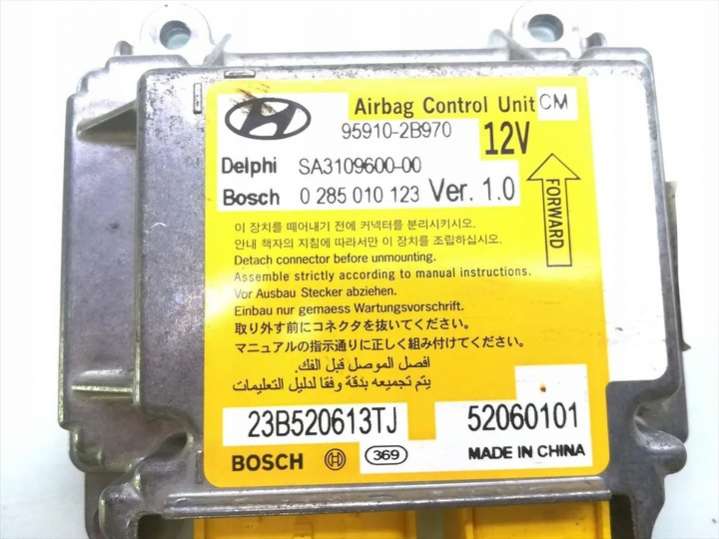 Airbag Control Unit CM
95910-2B970 12V
Delphi SA3109600-00
Bosch 0 285 010 123 Ver. 1.0
FORWARD
이 장치를 떼어내기 전에 커넥터를 분리시키시오.
안내 책자의 지침에 따라서만 이 장치를 조립하십시오.
Detach connector before unmounting.
Assemble strictly according to manual instructions.
Vor Ausbau Stecker abziehen.
Einbau nur gemaess Wartungsvorschrift.
取り外す前にコネクタを抜いてください。
マニュアルの指示通りに正しく組み付けてください。
افصل الموصل قبل الفك.
يتم تجميعه بدقة وفقا لدليل التعليمات
23B520613TJ 52060101
BOSCH 369 MADE IN CHINA